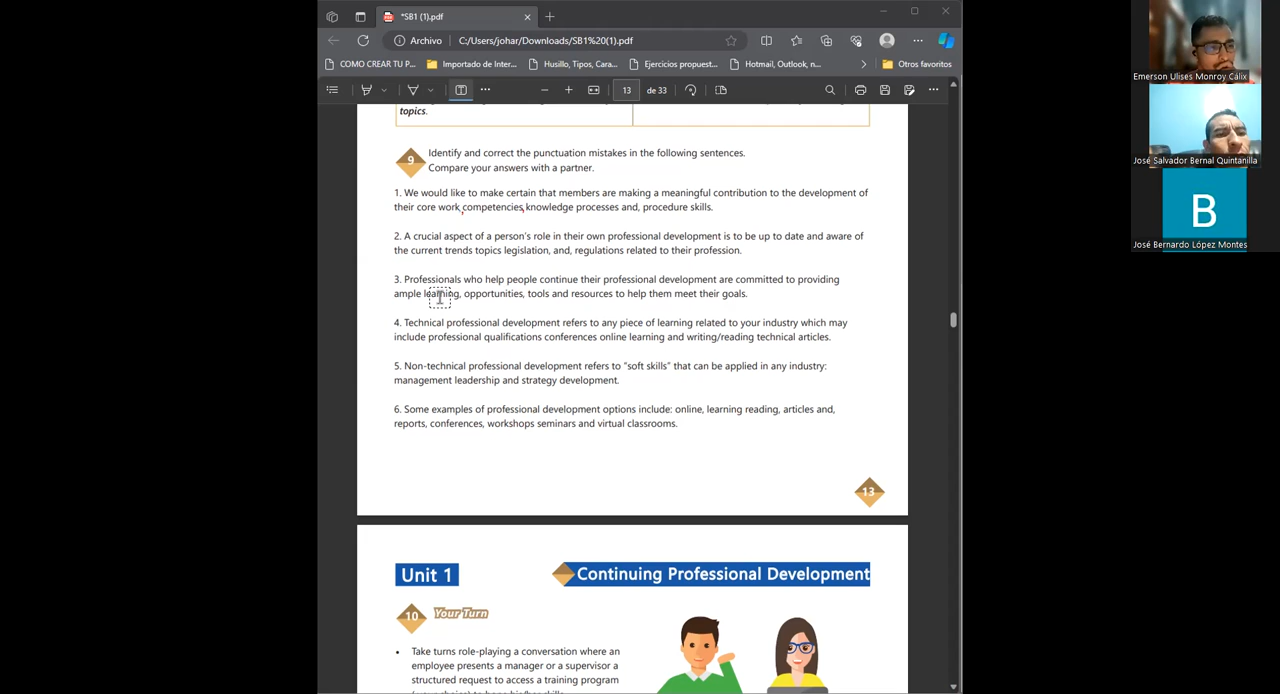 *SB1 (1).pdf
Archivo C:/Users/johar/Downloads/SB1%20(1).pdf
COMO CREAR TU P... Importado de Inter... Husillo, Tipos, Cara... Ejercicios propuest... Hotmail, Outlook, n... Otros favoritos
13 de 33
topics.
9 Identify and correct the punctuation mistakes in the following sentences.
Compare your answers with a partner.
1. We would like to make certain that members are making a meaningful contribution to the development of
their core work, competencies, knowledge processes and, procedure skills.
2. A crucial aspect of a person's role in their own professional development is to be up to date and aware of
the current trends topics legislation, and, regulations related to their profession.
3. Professionals who help people continue their professional development are committed to providing
ample learning, opportunities, tools and resources to help them meet their goals.
4. Technical professional development refers to any piece of learning related to your industry which may
include professional qualifications conferences online learning and writing/reading technical articles.
5. Non-technical professional development refers to "soft skills" that can be applied in any industry:
management leadership and strategy development.
6. Some examples of professional development options include: online, learning reading, articles and,
reports, conferences, workshops seminars and virtual classrooms.
13
Unit 1 Continuing Professional Development
10 Your Turn
• Take turns role-playing a conversation where an
employee presents a manager or a supervisor a
structured request to access a training program
Emerson Ulises Monroy Cálix
José Salvador Bernal Quintanilla
B
José Bernardo López Montes